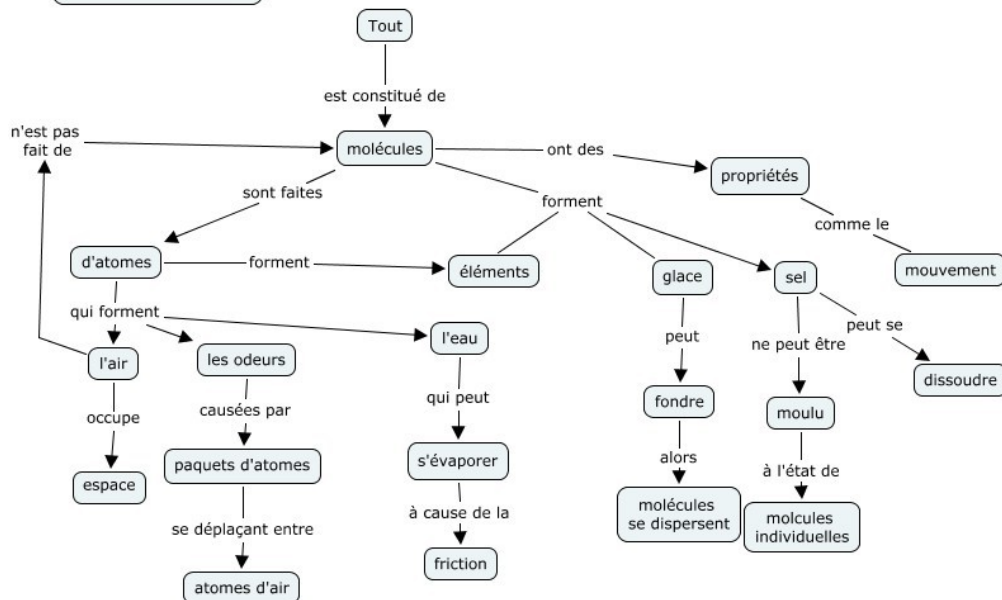 Tout
est constitué de
n'est pas
fait de
molécules
ont des
propriétés
sont faites
forment
comme le
d'atomes
forment
éléments
glace
sel
mouvement
qui forment
l'eau
peut
ne peut être
peut se
l'air
les odeurs
dissoudre
occupe
causées par
qui peut
fondre
moulu
espace
paquets d'atomes
s'évaporer
alors
à l'état de
se déplaçant entre
à cause de la
molécules
se dispersent
molcules
individuelles
atomes d'air
friction